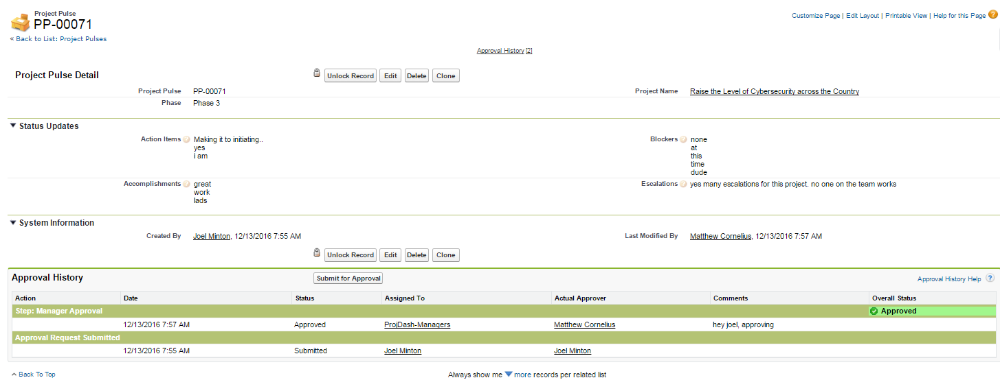 Project Pulse
PP-00071
Customize Page | Edit Layout | Printable View | Help for this Page ?
« Back to List: Project Pulses
Approval History [2]
Project Pulse Detail
Unlock Record Edit Delete Clone
Project Pulse PP-00071 Project Name Raise the Level of Cybersecurity across the Country
Phase Phase 3
Status Updates
Action Items ? Making it to initiating..
yes
i am
Blockers ? none
at
this
time
dude
Accomplishments ? great
work
lads
Escalations ? yes many escalations for this project. no one on the team works
System Information
Created By Joel Minton, 12/13/2016 7:55 AM Last Modified By Matthew Cornelius, 12/13/2016 7:57 AM
Unlock Record Edit Delete Clone
Approval History Submit for Approval Approval History Help ?
Action Date Status Assigned To Actual Approver Comments Overall Status
Step: Manager Approval Approved
12/13/2016 7:57 AM Approved ProjDash-Managers Matthew Cornelius hey joel, approving
Approval Request Submitted
12/13/2016 7:55 AM Submitted Joel Minton Joel Minton
Back To Top Always show me more records per related list